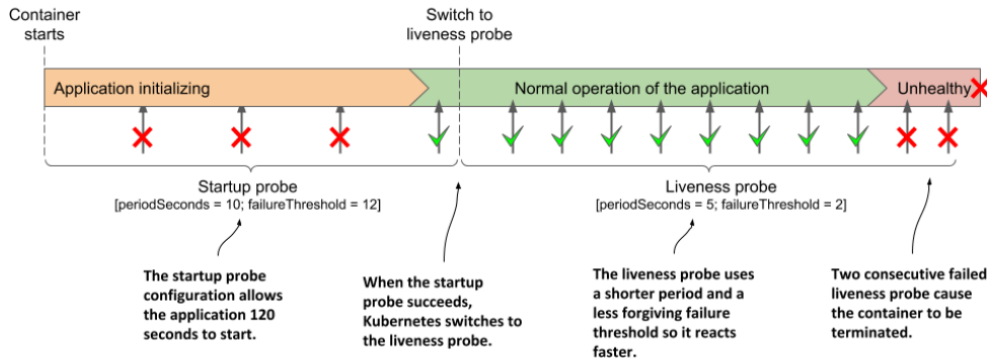 Container
starts
Switch to
liveness probe
Application initializing
Normal operation of the application
Unhealthy
Startup probe
[periodSeconds = 10; failureThreshold = 12]
Liveness probe
[periodSeconds = 5; failureThreshold = 2]
The startup probe
configuration allows
the application 120
seconds to start.
When the startup
probe succeeds,
Kubernetes switches to
the liveness probe.
The liveness probe uses
a shorter period and a
less forgiving failure
threshold so it reacts
faster.
Two consecutive failed
liveness probe cause
the container to be
terminated.